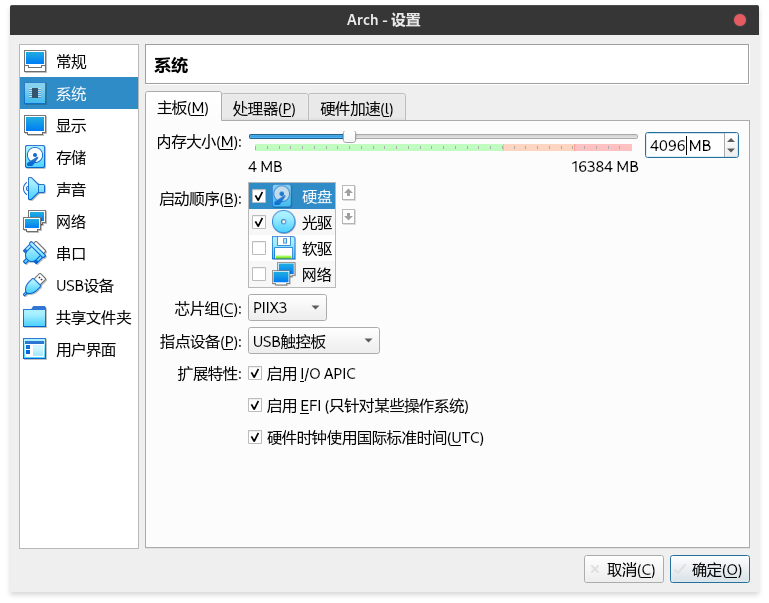 Arch - 设置
常规
系统
显示
存储
声音
网络
串口
USB设备
共享文件夹
用户界面
系统
主板(M) 处理器(P) 硬件加速(l)
内存大小(M): 4096 MB
4 MB 16384 MB
启动顺序(B): 硬盘
光驱
软驱
网络
芯片组(C): PIIX3
指点设备(P): USB触控板
扩展特性: 启用 I/O APIC
启用 EFI (只针对某些操作系统)
硬件时钟使用国际标准时间(UTC)
取消(C) 确定(O)